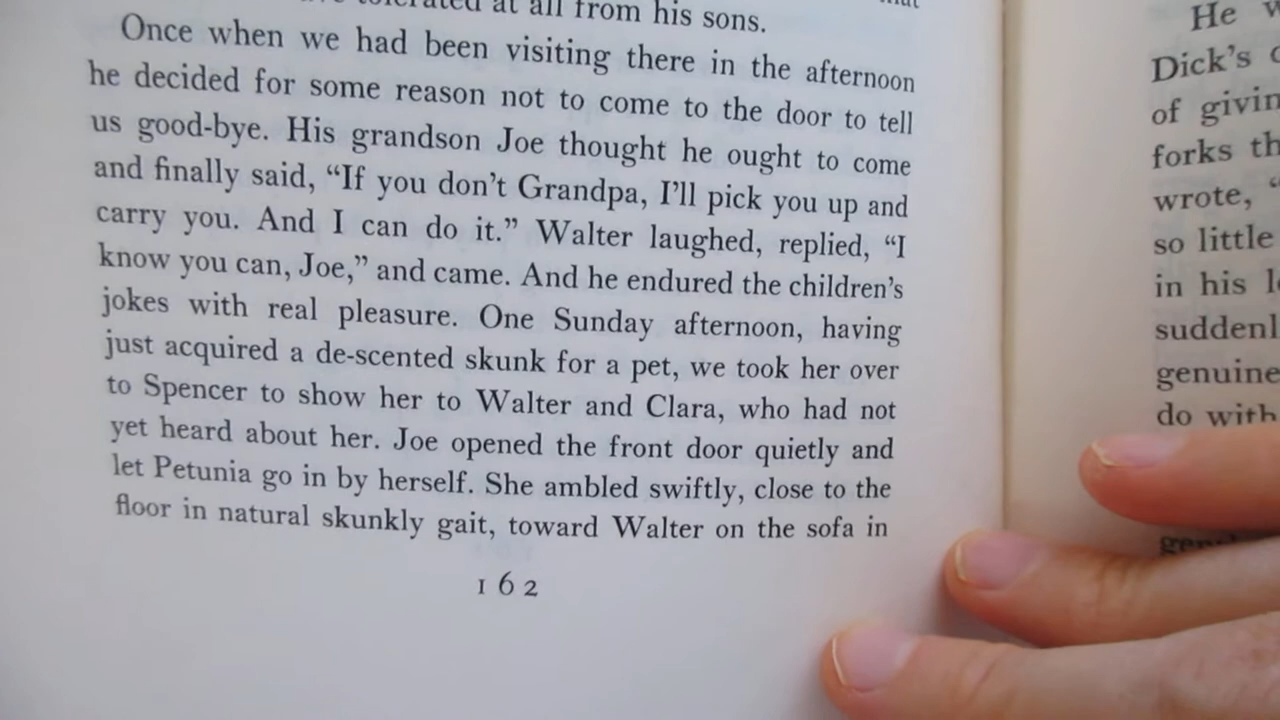 tolerated at all from his sons.
Once when we had been visiting there in the afternoon
he decided for some reason not to come to the door to tell
us good-bye. His grandson Joe thought he ought to come
and finally said, “If you don’t Grandpa, I’ll pick you up and
carry you. And I can do it.” Walter laughed, replied, “I
know you can, Joe,” and came. And he endured the children’s
jokes with real pleasure. One Sunday afternoon, having
just acquired a de-scented skunk for a pet, we took her over
to Spencer to show her to Walter and Clara, who had not
yet heard about her. Joe opened the front door quietly and
let Petunia go in by herself. She ambled swiftly, close to the
floor in natural skunkly gait, toward Walter on the sofa in
162
He
Dick’s
of
forks
wrote, “
so little
in his
genuine
do with